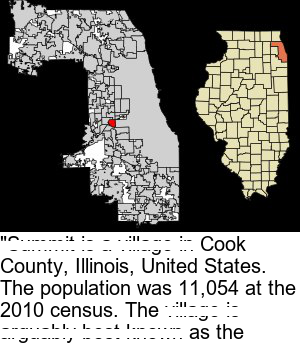 "Summit is a village in Cook
County, Illinois, United States.
The population was 11,054 at the
2010 census. The village is
arguably best known as the